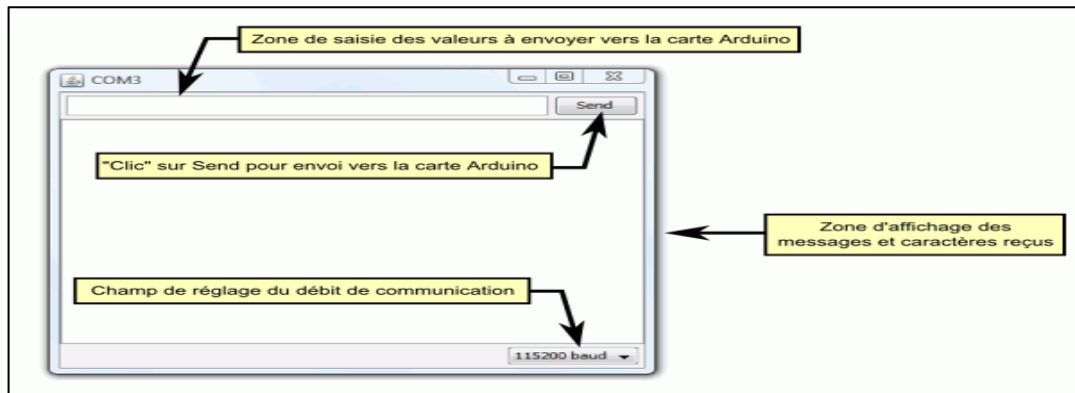 Zone de saisie des valeurs à envoyer vers la carte Arduino
COM3
Send
"Clic" sur Send pour envoi vers la carte Arduino
Zone d'affichage des
messages et caractères reçus
Champ de réglage du débit de communication
115200 baud